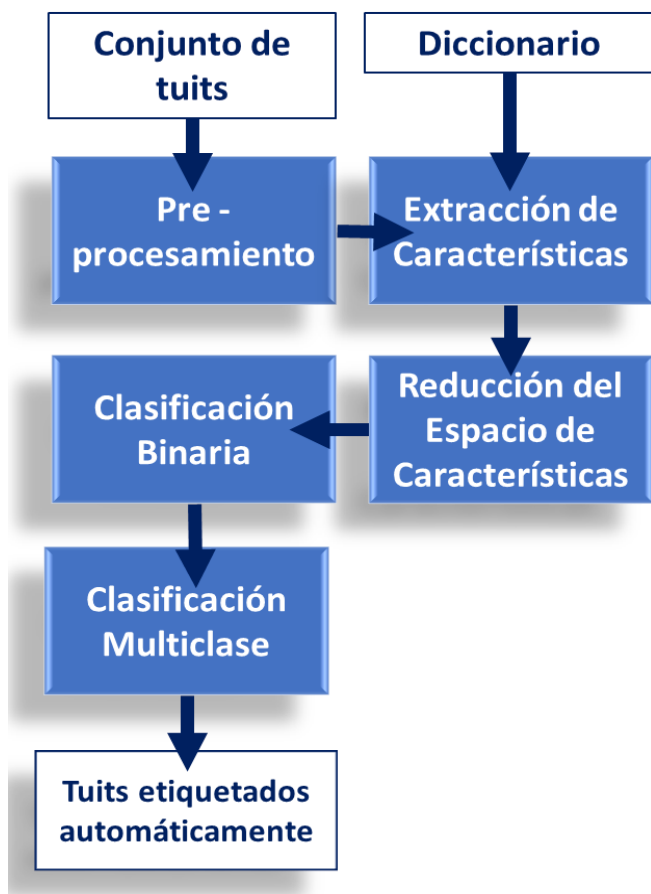 Conjunto de
tuits
Diccionario
Pre -
procesamiento
Extracción de
Características
Clasificación
Binaria
Reducción del
Espacio de
Características
Clasificación
Multiclase
Tuits etiquetados
automáticamente